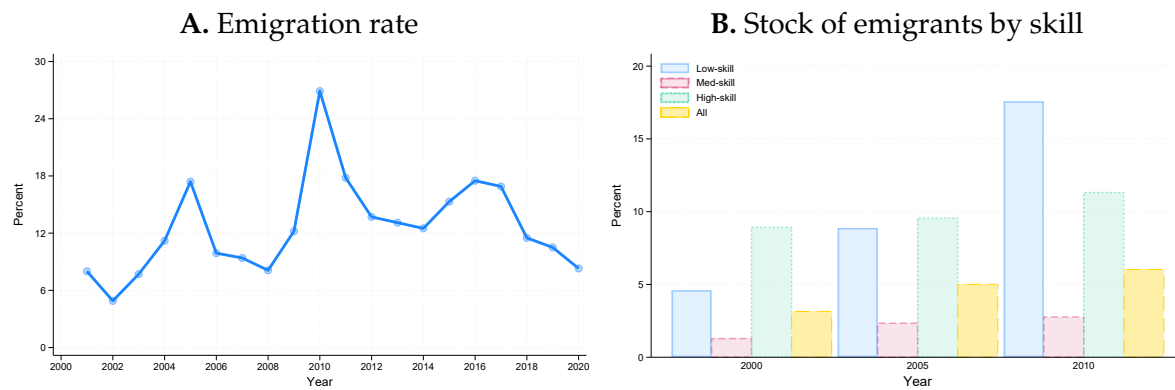 A. Emigration rate
30
24
18
12
6
0
Percent
2000 2002 2004 2006 2008 2010 2012 2014 2016 2018 2020
Year
B. Stock of emigrants by skill
Low-skill
Med-skill
High-skill
All
20
15
10
5
0
Percent
2000 2005 2010
Year